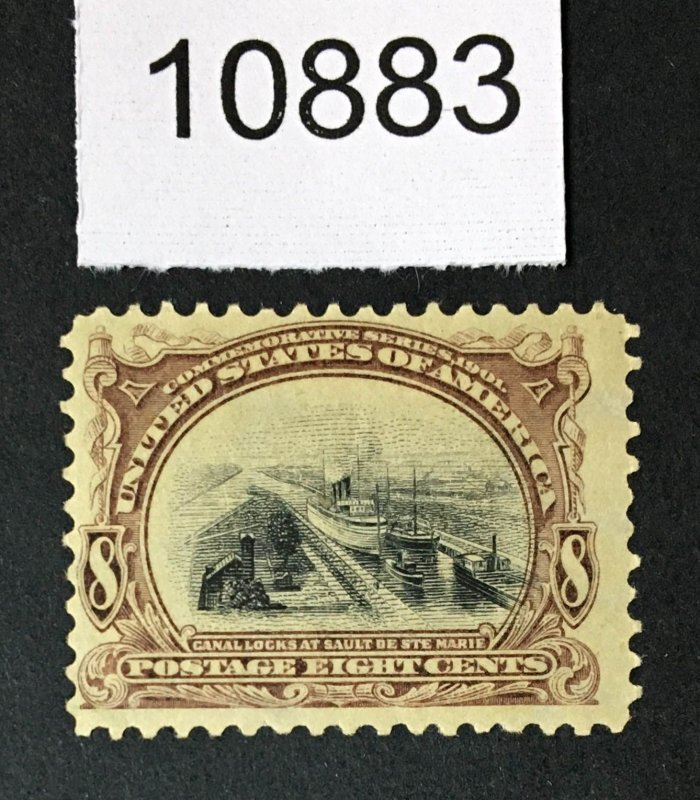 10883
COMMEMORATIVE SERIES, 1901
UNITED STATES OF AMERICA
8 8
CANAL LOCKS AT SAULT DE STE MARIE
POSTAGE EIGHT CENTS